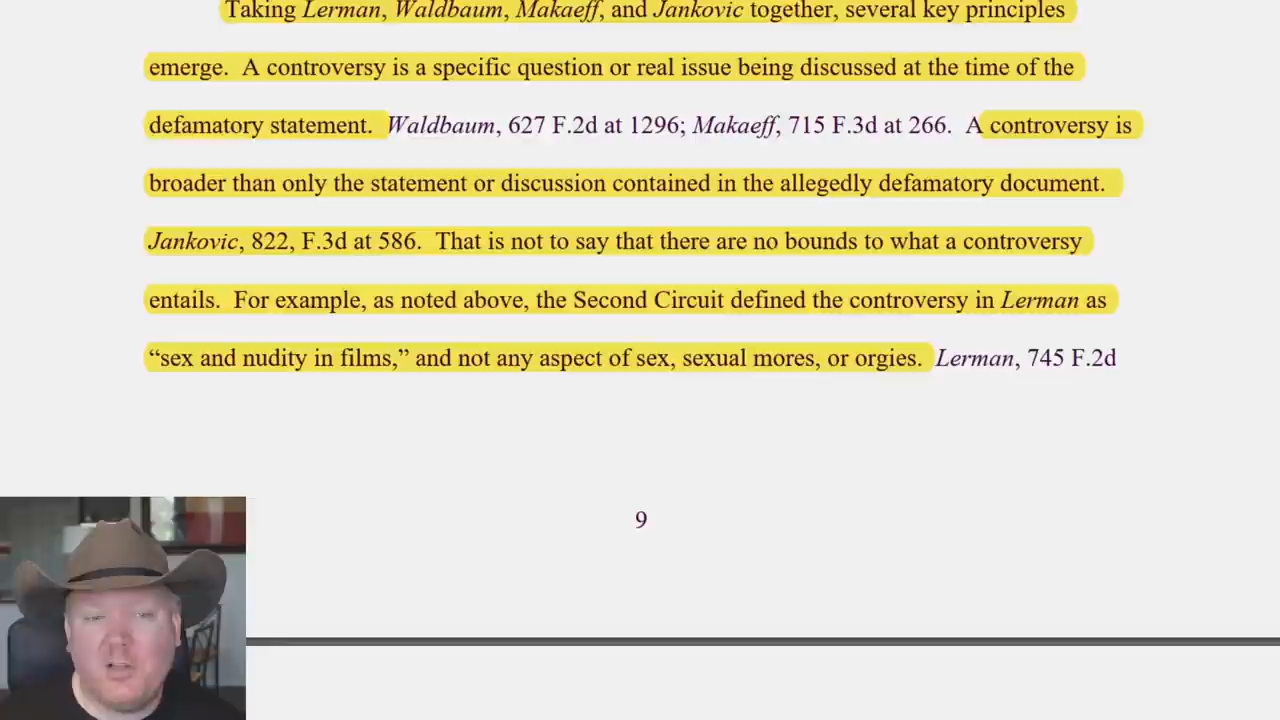 Taking Lerman, Waldbaum, Makaeff, and Jankovic together, several key principles
emerge. A controversy is a specific question or real issue being discussed at the time of the
defamatory statement. Waldbaum, 627 F.2d at 1296; Makaeff, 715 F.3d at 266. A controversy is
broader than only the statement or discussion contained in the allegedly defamatory document.
Jankovic, 822, F.3d at 586. That is not to say that there are no bounds to what a controversy
entails. For example, as noted above, the Second Circuit defined the controversy in Lerman as
“sex and nudity in films,” and not any aspect of sex, sexual mores, or orgies. Lerman, 745 F.2d
9